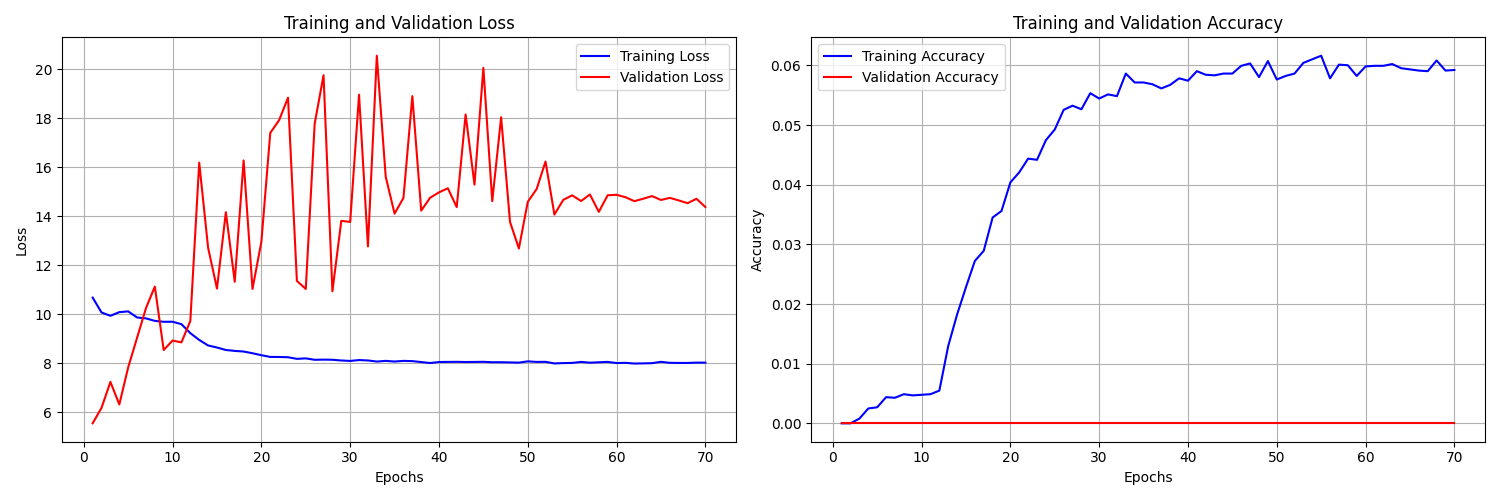 Training and Validation Loss
Training Loss
Validation Loss
Loss
20
18
16
14
12
10
8
6
0 10 20 30 40 50 60 70
Epochs
Training and Validation Accuracy
Training Accuracy
Validation Accuracy
Accuracy
0.06
0.05
0.04
0.03
0.02
0.01
0.00
0 10 20 30 40 50 60 70
Epochs